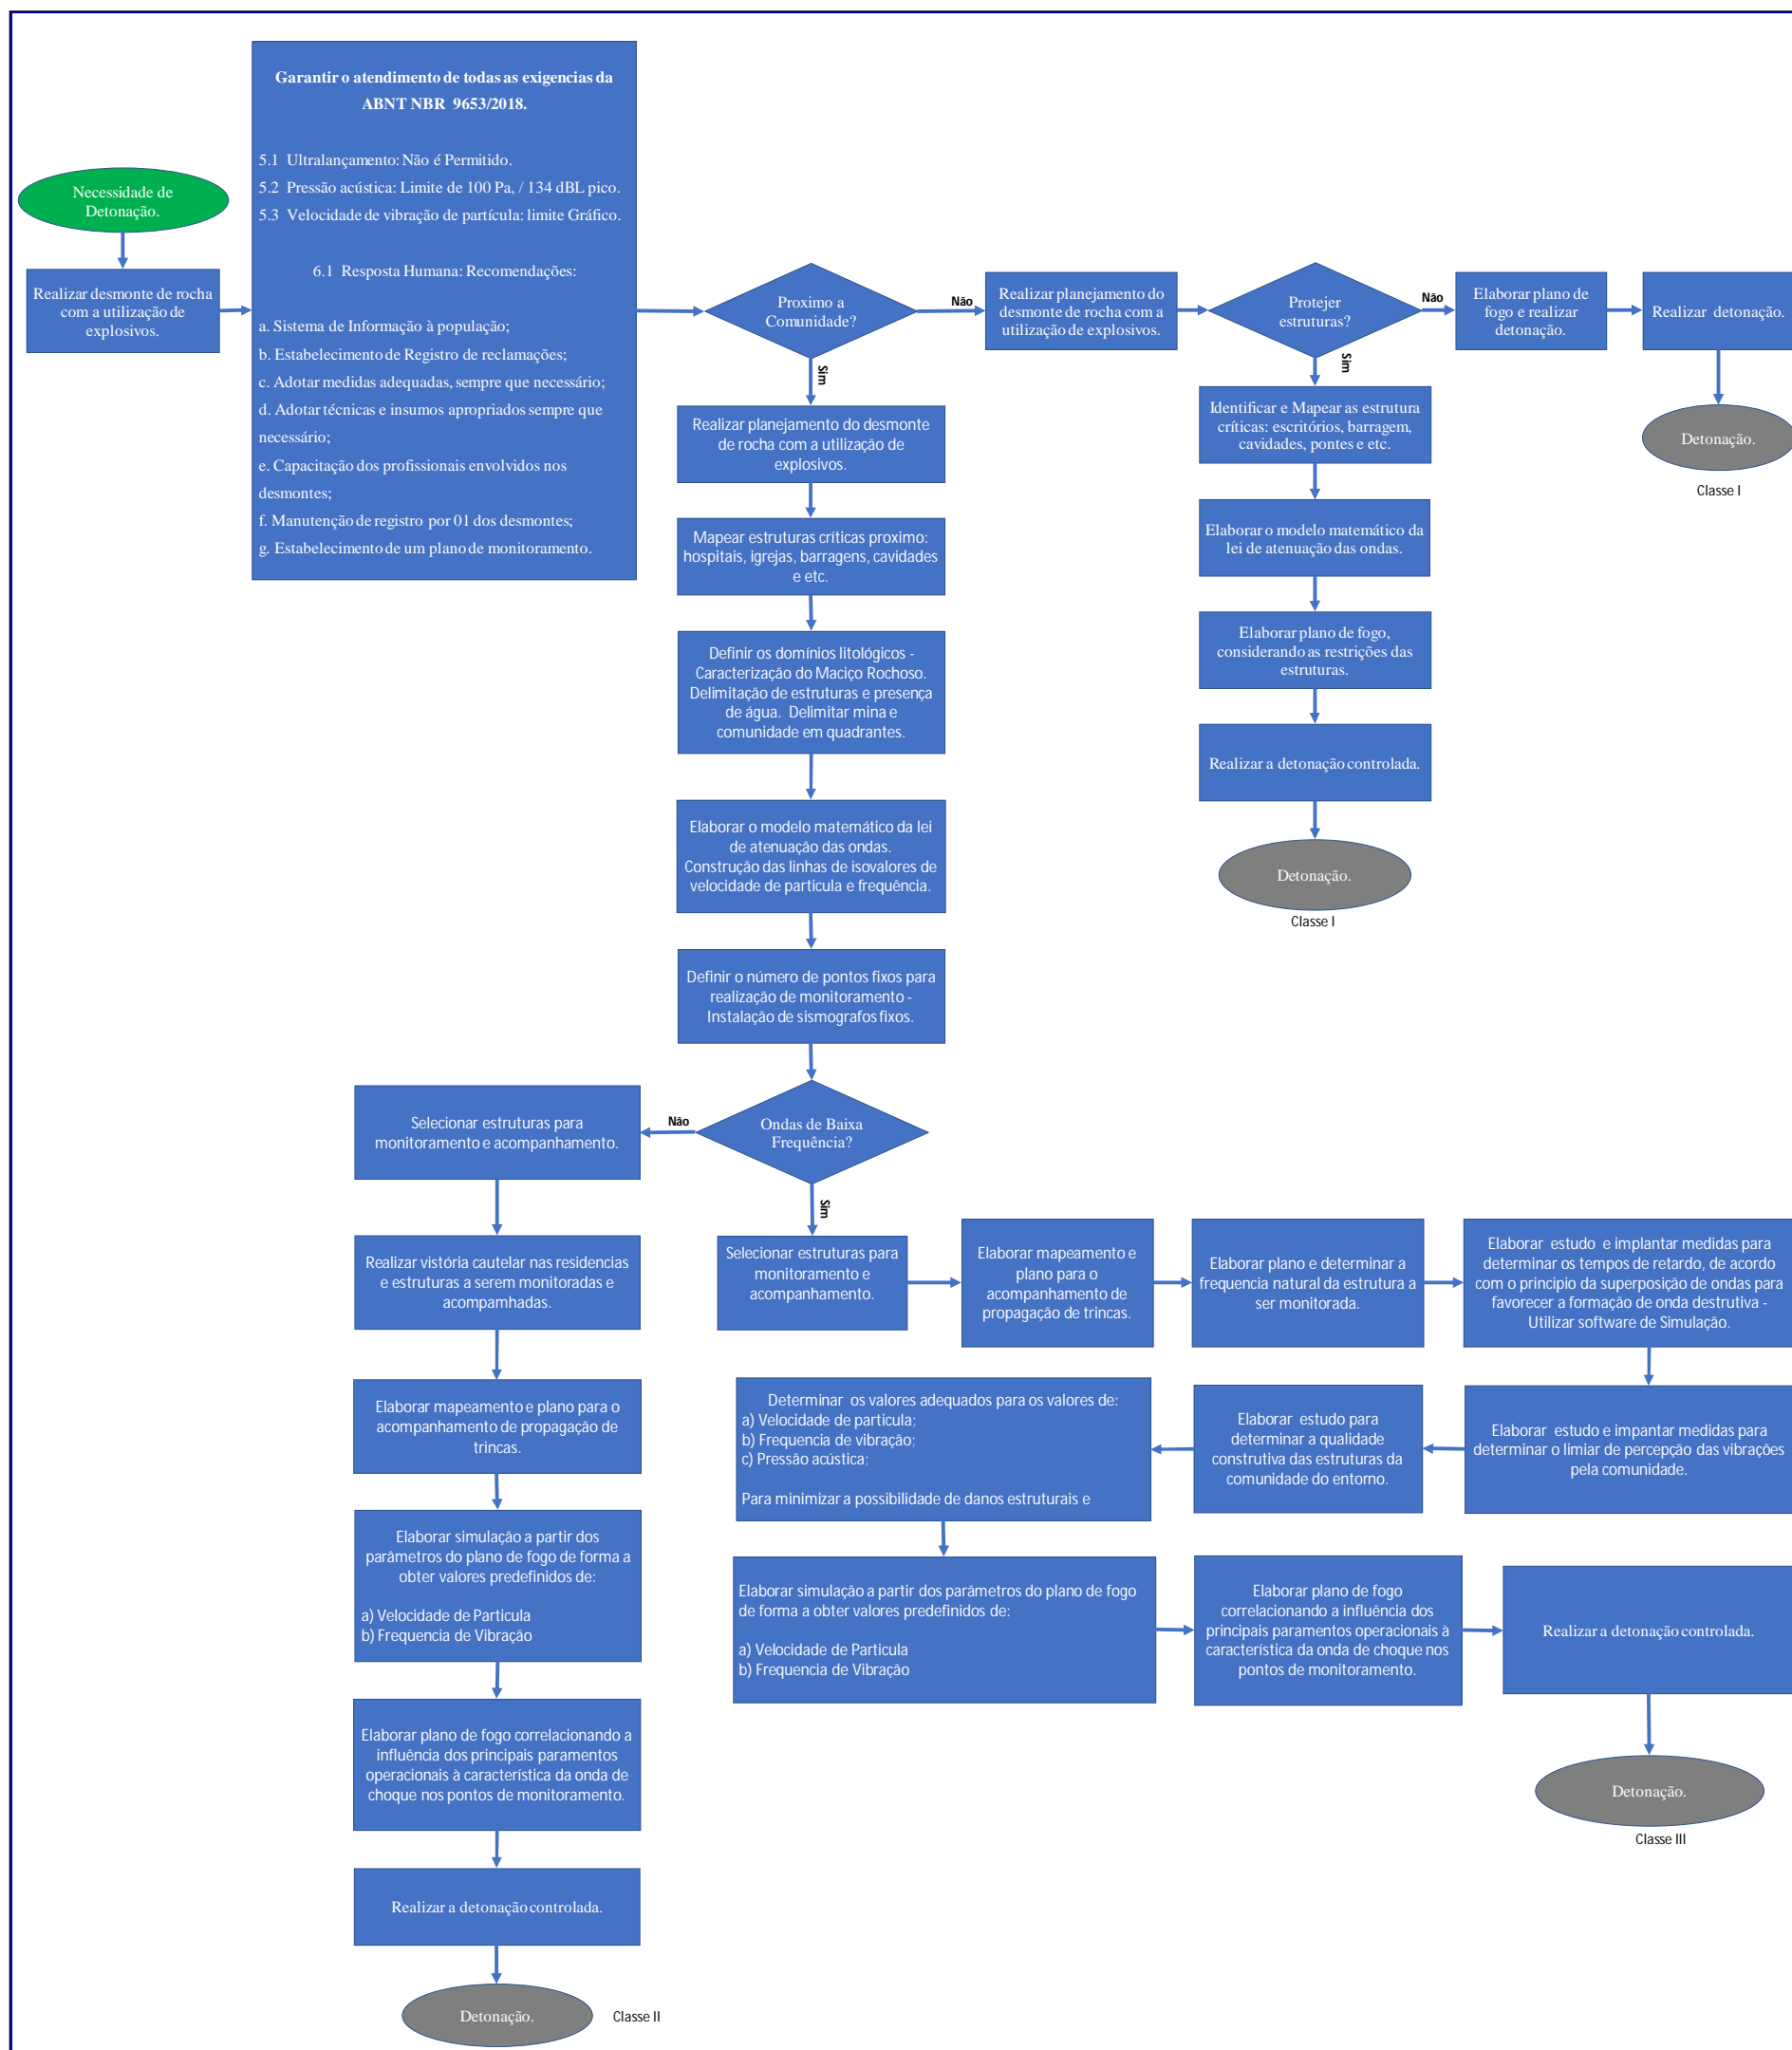 Necessidade de
Detonação.
Realizar desmonte de rocha
com a utilização de
explosivos.
Garantir o atendimento de todas as exigencias da
ABNT NBR 9653/2018.
5.1 Ultralançamento: Não é Permitido.
5.2 Pressão acústica: Limite de 100 Pa, / 134 dBL pico.
5.3 Velocidade de vibração de partícula: limite Gráfico.
6.1 Resposta Humana: Recomendações:
a. Sistema de Informação à população;
b. Estabelecimento de Registro de reclamações;
c. Adotar medidas adequadas, sempre que necessário;
d. Adotar técnicas e insumos apropriados sempre que
necessário;
e. Capacitação dos profissionais envolvidos nos
desmontes;
f. Manutenção de registro por 01 dos desmontes;
g. Estabelecimento de um plano de monitoramento.
Proximo a
Comunidade?
Não
Realizar planejamento do
desmonte de rocha com a
utilização de explosivos.
Protejer
estruturas?
Não
Elaborar plano de
fogo e realizar
detonação.
Realizar detonação.
Detonação.
Classe I
Sim
Identificar e Mapear as estrutura
críticas: escritórios, barragem,
cavidades, pontes e etc.
Elaborar o modelo matemático da
lei de atenuação das ondas.
Elaborar plano de fogo,
considerando as restrições das
estruturas.
Realizar a detonação controlada.
Detonação.
Classe I
Sim
Realizar planejamento do desmonte
de rocha com a utilização de
explosivos.
Mapear estruturas críticas proximo:
hospitais, igrejas, barragens, cavidades
e etc.
Definir os domínios litológicos -
Caracterização do Maciço Rochoso.
Delimitação de estruturas e presença
de água. Delimitar mina e
comunidade em quadrantes.
Elaborar o modelo matemático da lei
de atenuação das ondas.
Construção das linhas de isovalores de
velocidade de particula e frequência.
Definir o número de pontos fixos para
realização de monitoramento -
Instalação de sismografos fixos.
Ondas de Baixa
Frequência?
Não
Selecionar estruturas para
monitoramento e acompanhamento.
Realizar vistória cautelar nas residencias
e estruturas a serem monitoradas e
acompamhadas.
Elaborar mapeamento e plano para o
acompanhamento de propagação de
trincas.
Elaborar simulação a partir dos
parâmetros do plano de fogo de forma a
obter valores predefinidos de:
a) Velocidade de Particula
b) Frequencia de Vibração
Elaborar plano de fogo correlacionando a
influência dos principais paramentos
operacionais à característica da onda de
choque nos pontos de monitoramento.
Realizar a detonação controlada.
Detonação.
Classe II
Sim
Selecionar estruturas para
monitoramento e
acompanhamento.
Elaborar mapeamento e
plano para o
acompanhamento de
propagação de trincas.
Elaborar plano e determinar a
frequencia natural da estrutura a
ser monitorada.
Elaborar estudo e implantar medidas para
determinar os tempos de retardo, de acordo
com o principio da superposição de ondas para
favorecer a formação de onda destrutiva -
Utilizar software de Simulação.
Elaborar estudo e impantar medidas para
determinar o limiar de percepção das vibrações
pela comunidade.
Elaborar estudo para
determinar a qualidade
construtiva das estruturas da
comunidade do entorno.
Determinar os valores adequados para os valores de:
a) Velocidade de particula;
b) Frequencia de vibração;
c) Pressão acústica;
Para minimizar a possibilidade de danos estruturais e
Elaborar simulação a partir dos parâmetros do plano de fogo
de forma a obter valores predefinidos de:
a) Velocidade de Particula
b) Frequencia de Vibração
Elaborar plano de fogo
correlacionando a influência dos
principais paramentos operacionais à
característica da onda de choque nos
pontos de monitoramento.
Realizar a detonação controlada.
Detonação.
Classe III